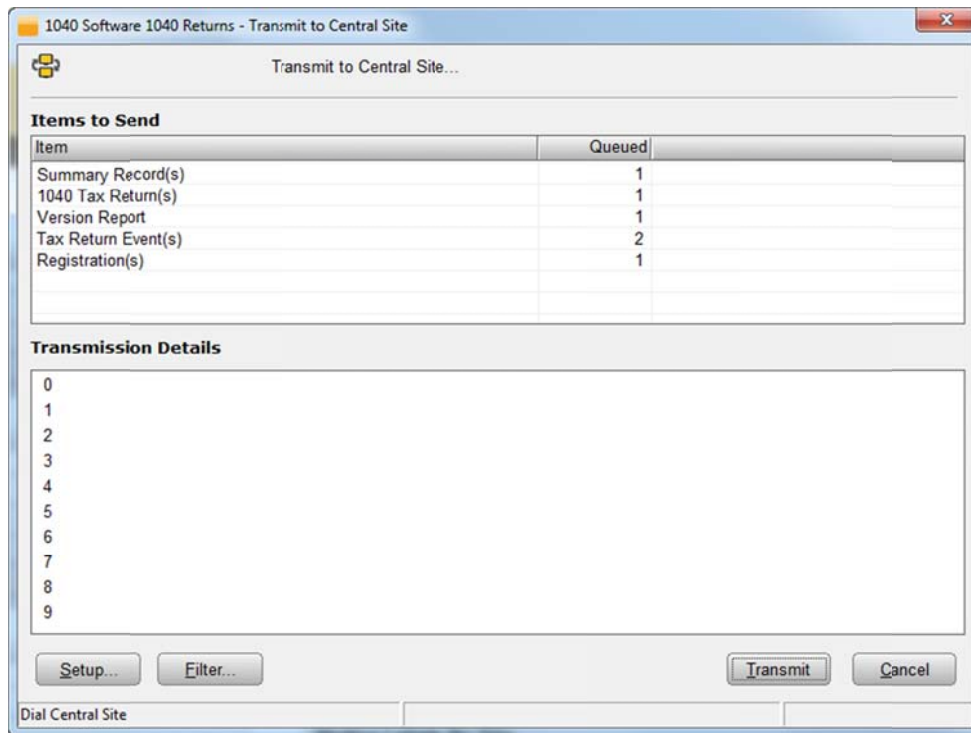 1040 Software 1040 Returns - Transmit to Central Site
Transmit to Central Site...
Items to Send
Item Queued
Summary Record(s) 1
1040 Tax Return(s) 1
Version Report 1
Tax Return Event(s) 2
Registration(s) 1
Transmission Details
0
1
2
3
4
5
6
7
8
9
Setup... Filter... Transmit Cancel
Dial Central Site